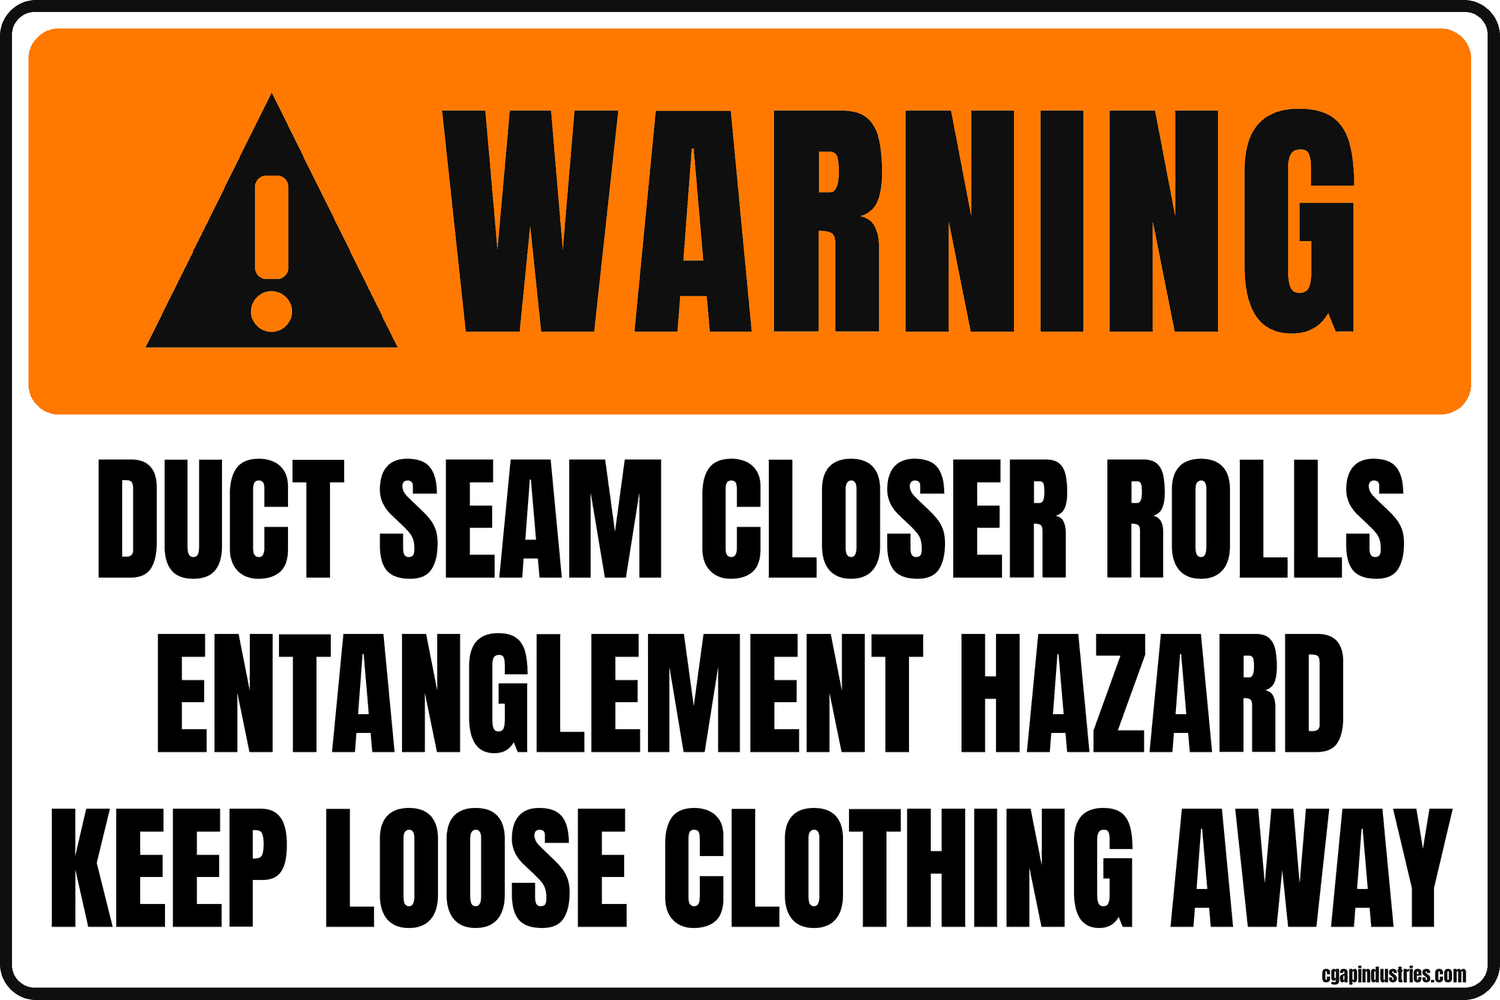 WARNING
DUCT SEAM CLOSER ROLLS
ENTANGLEMENT HAZARD
KEEP LOOSE CLOTHING AWAY
cgapindustries.com